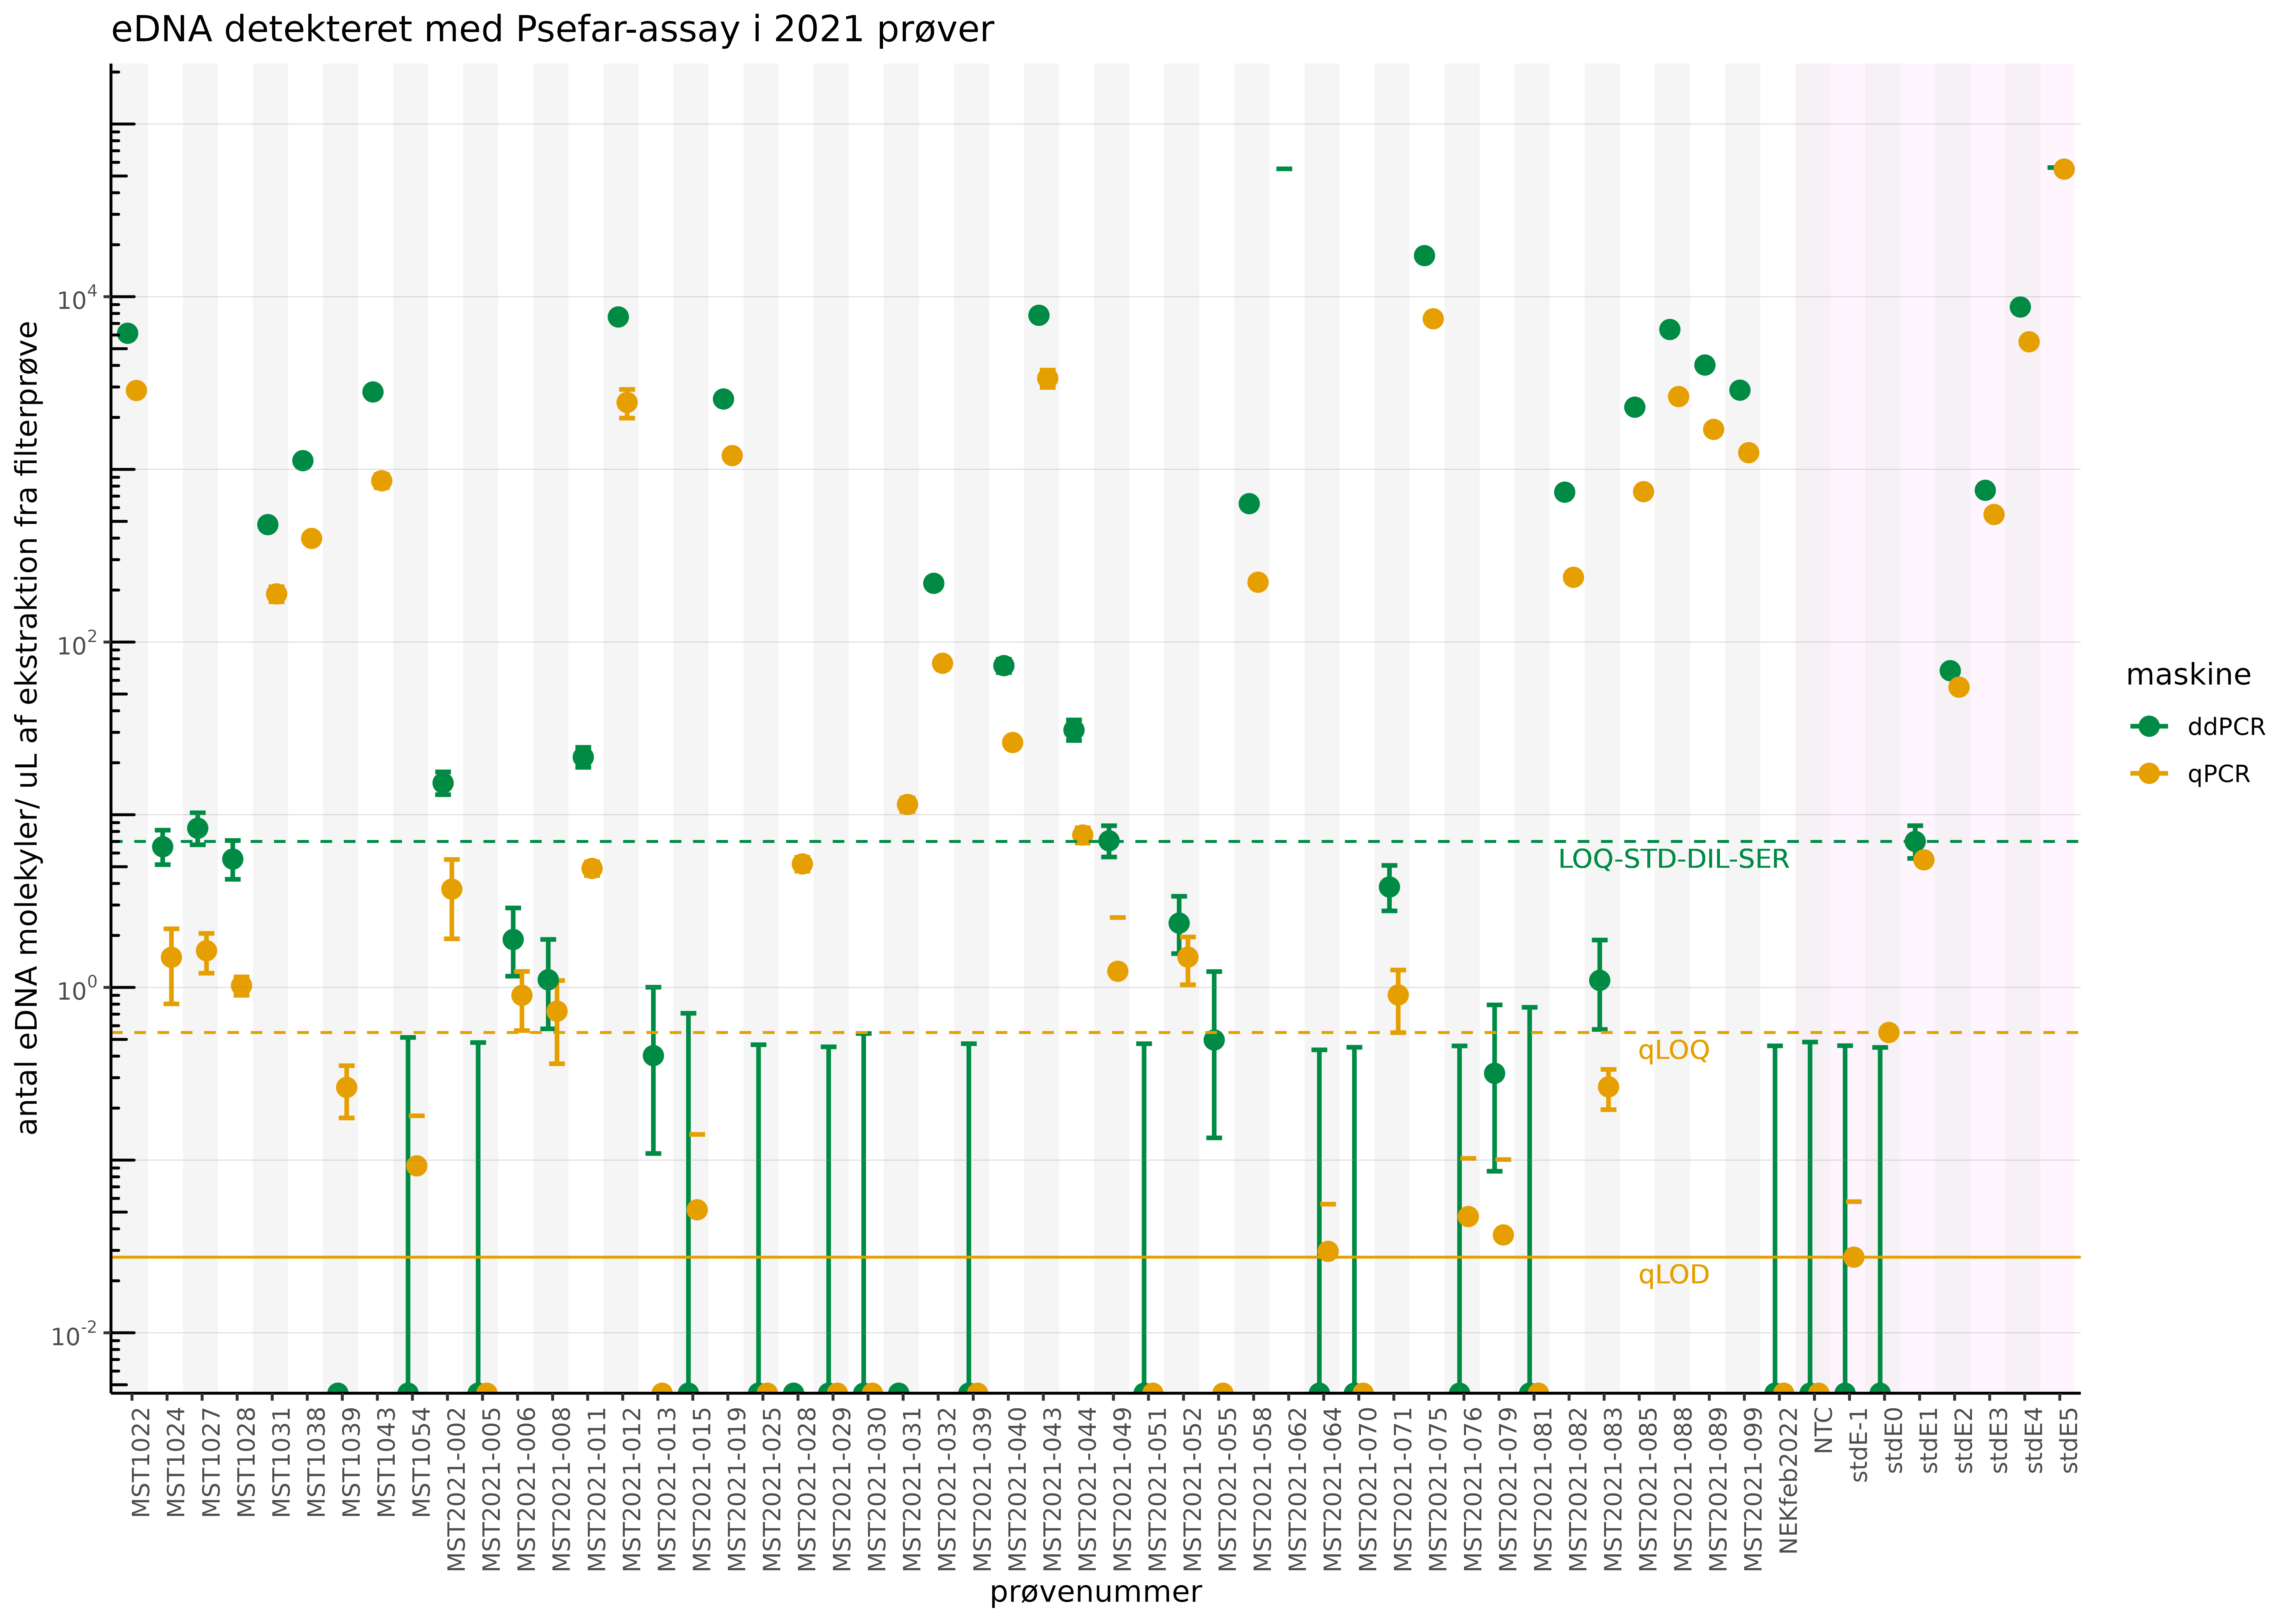 eDNA detekteret med Psefar-assay i 2021 prøver
antal eDNA molekyler/ uL af ekstraktion fra filterprøve
10⁴
10²
10⁰
10⁻²
LOQ-STD-DIL-SER
qLOQ
qLOD
maskine
ddPCR
qPCR
MST1022
MST1024
MST1027
MST1028
MST1031
MST1038
MST1039
MST1043
MST1054
MST2021-002
MST2021-005
MST2021-006
MST2021-008
MST2021-011
MST2021-012
MST2021-013
MST2021-015
MST2021-019
MST2021-025
MST2021-028
MST2021-029
MST2021-030
MST2021-031
MST2021-032
MST2021-039
MST2021-040
MST2021-043
MST2021-044
MST2021-049
MST2021-051
MST2021-052
MST2021-055
MST2021-058
MST2021-062
MST2021-064
MST2021-070
MST2021-071
MST2021-075
MST2021-076
MST2021-079
MST2021-081
MST2021-082
MST2021-083
MST2021-085
MST2021-088
MST2021-089
MST2021-099
NEKfeb2022
NTC
stdE-1
stdE0
stdE1
stdE2
stdE3
stdE4
stdE5
prøvenummer